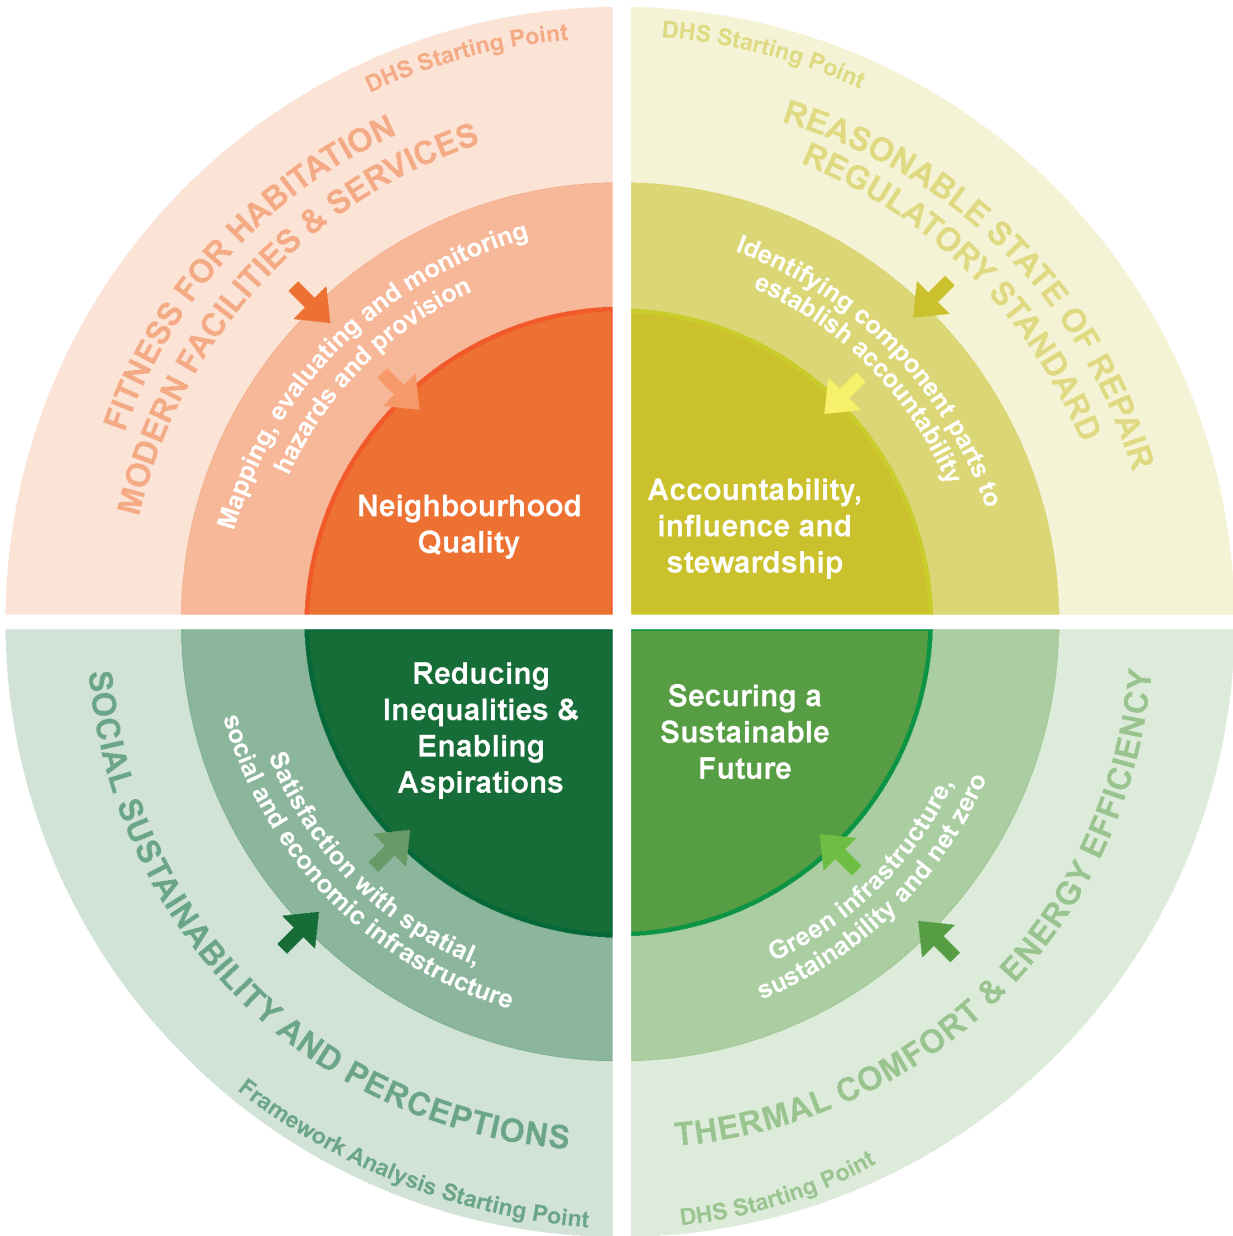 DHS Starting Point
FITNESS FOR HABITATION
MODERN FACILITIES & SERVICES
Mapping, evaluating and monitoring
hazards and provision
Neighbourhood
Quality
DHS Starting Point
REASONABLE STATE OF REPAIR
REGULATORY STANDARD
Identifying component parts to
establish accountability
Accountability,
influence and
stewardship
Reducing
Inequalities &
Enabling
Aspirations
Satisfaction with spatial,
social and economic infrastructure
SOCIAL SUSTAINABILITY AND PERCEPTIONS
Framework Analysis Starting Point
Securing a
Sustainable
Future
Green infrastructure,
sustainability and net zero
THERMAL COMFORT & ENERGY EFFICIENCY
DHS Starting Point